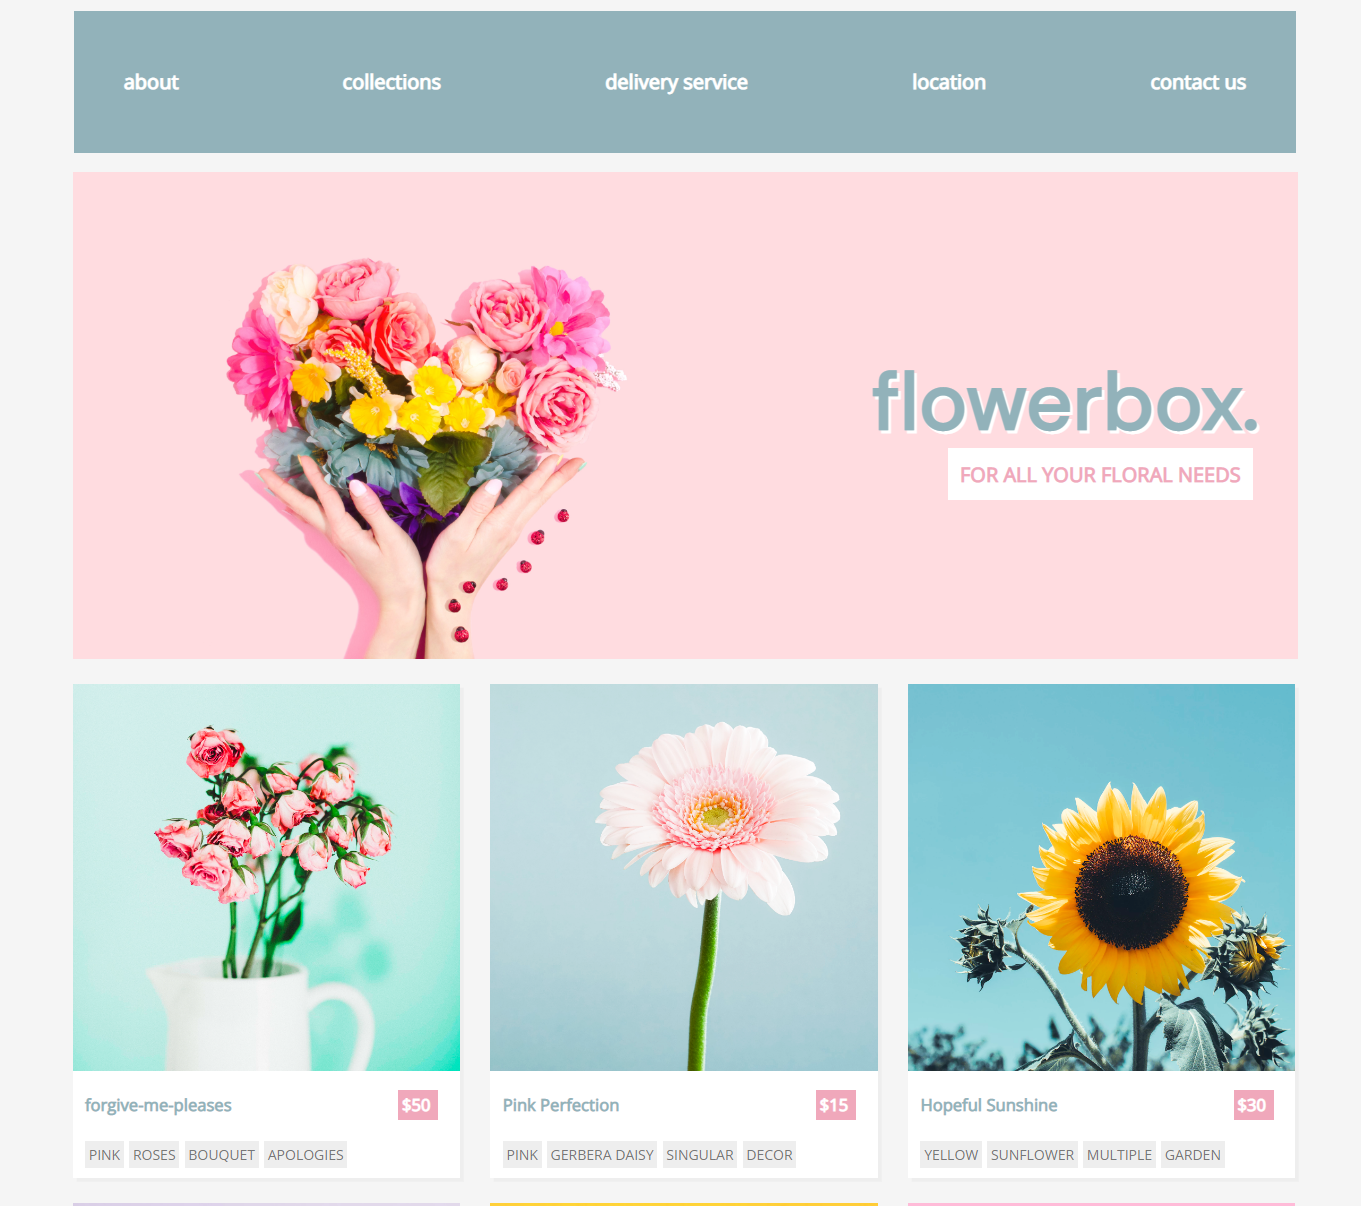 about
collections
delivery service
location
contact us
flowerbox.
FOR ALL YOUR FLORAL NEEDS
forgive-me-pleases
$50
PINK ROSES BOUQUET APOLOGIES
Pink Perfection
$15
PINK GERBERA DAISY SINGULAR DECOR
Hopeful Sunshine
$30
YELLOW SUNFLOWER MULTIPLE GARDEN